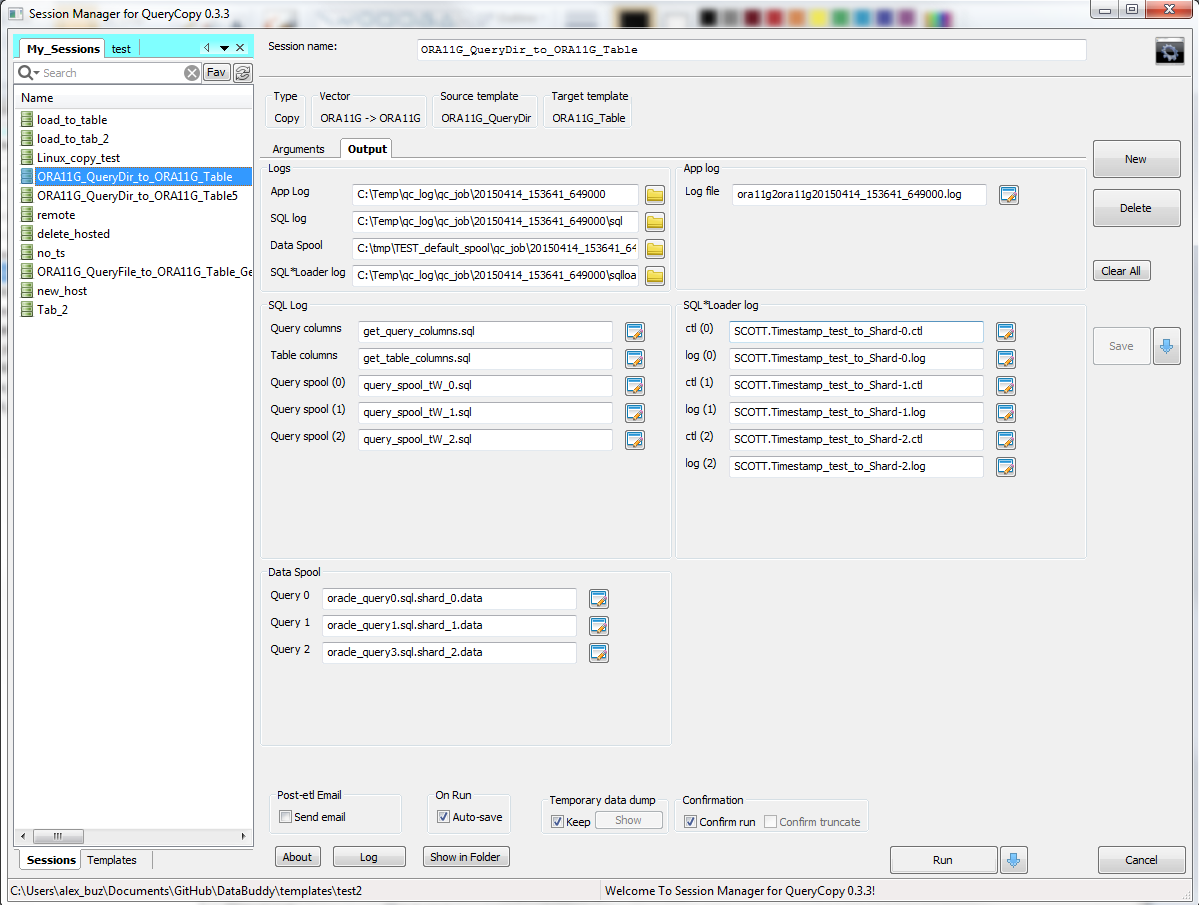 Session Manager for QueryCopy 0.3.3
My_Sessions test
Search Fav
Name
load_to_table
load_to_tab_2
Linux_copy_test
ORA11G_QueryDir_to_ORA11G_Table
ORA11G_QueryDir_to_ORA11G_Table5
remote
delete_hosted
no_ts
ORA11G_QueryFile_to_ORA11G_Table_Ge
new_host
Tab_2
Sessions Templates
Session name: ORA11G_QueryDir_to_ORA11G_Table
Type Vector Source template Target template
Copy ORA11G -> ORA11G ORA11G_QueryDir ORA11G_Table
Arguments Output
Logs
App Log C:\Temp\qc_log\qc_job\20150414_153641_649000
SQL log C:\Temp\qc_log\qc_job\20150414_153641_649000\sql
Data Spool C:\tmp\TEST_default_spool\qc_job\20150414_153641_64
SQL*Loader log C:\Temp\qc_log\qc_job\20150414_153641_649000\sqlloa
App log
Log file ora11g2ora11g20150414_153641_649000.log
SQL Log
Query columns get_query_columns.sql
Table columns get_table_columns.sql
Query spool (0) query_spool_tW_0.sql
Query spool (1) query_spool_tW_1.sql
Query spool (2) query_spool_tW_2.sql
SQL*Loader log
ctl (0) SCOTT.Timestamp_test_to_Shard-0.ctl
log (0) SCOTT.Timestamp_test_to_Shard-0.log
ctl (1) SCOTT.Timestamp_test_to_Shard-1.ctl
log (1) SCOTT.Timestamp_test_to_Shard-1.log
ctl (2) SCOTT.Timestamp_test_to_Shard-2.ctl
log (2) SCOTT.Timestamp_test_to_Shard-2.log
Data Spool
Query 0 oracle_query0.sql.shard_0.data
Query 1 oracle_query1.sql.shard_1.data
Query 2 oracle_query3.sql.shard_2.data
New
Delete
Clear All
Save
Post-etl Email On Run Temporary data dump Confirmation
Send email Auto-save Keep Show Confirm run Confirm truncate
About Log Show in Folder Run Cancel
C:\Users\alex_buz\Documents\GitHub\DataBuddy\templates\test2 Welcome To Session Manager for QueryCopy 0.3.3!